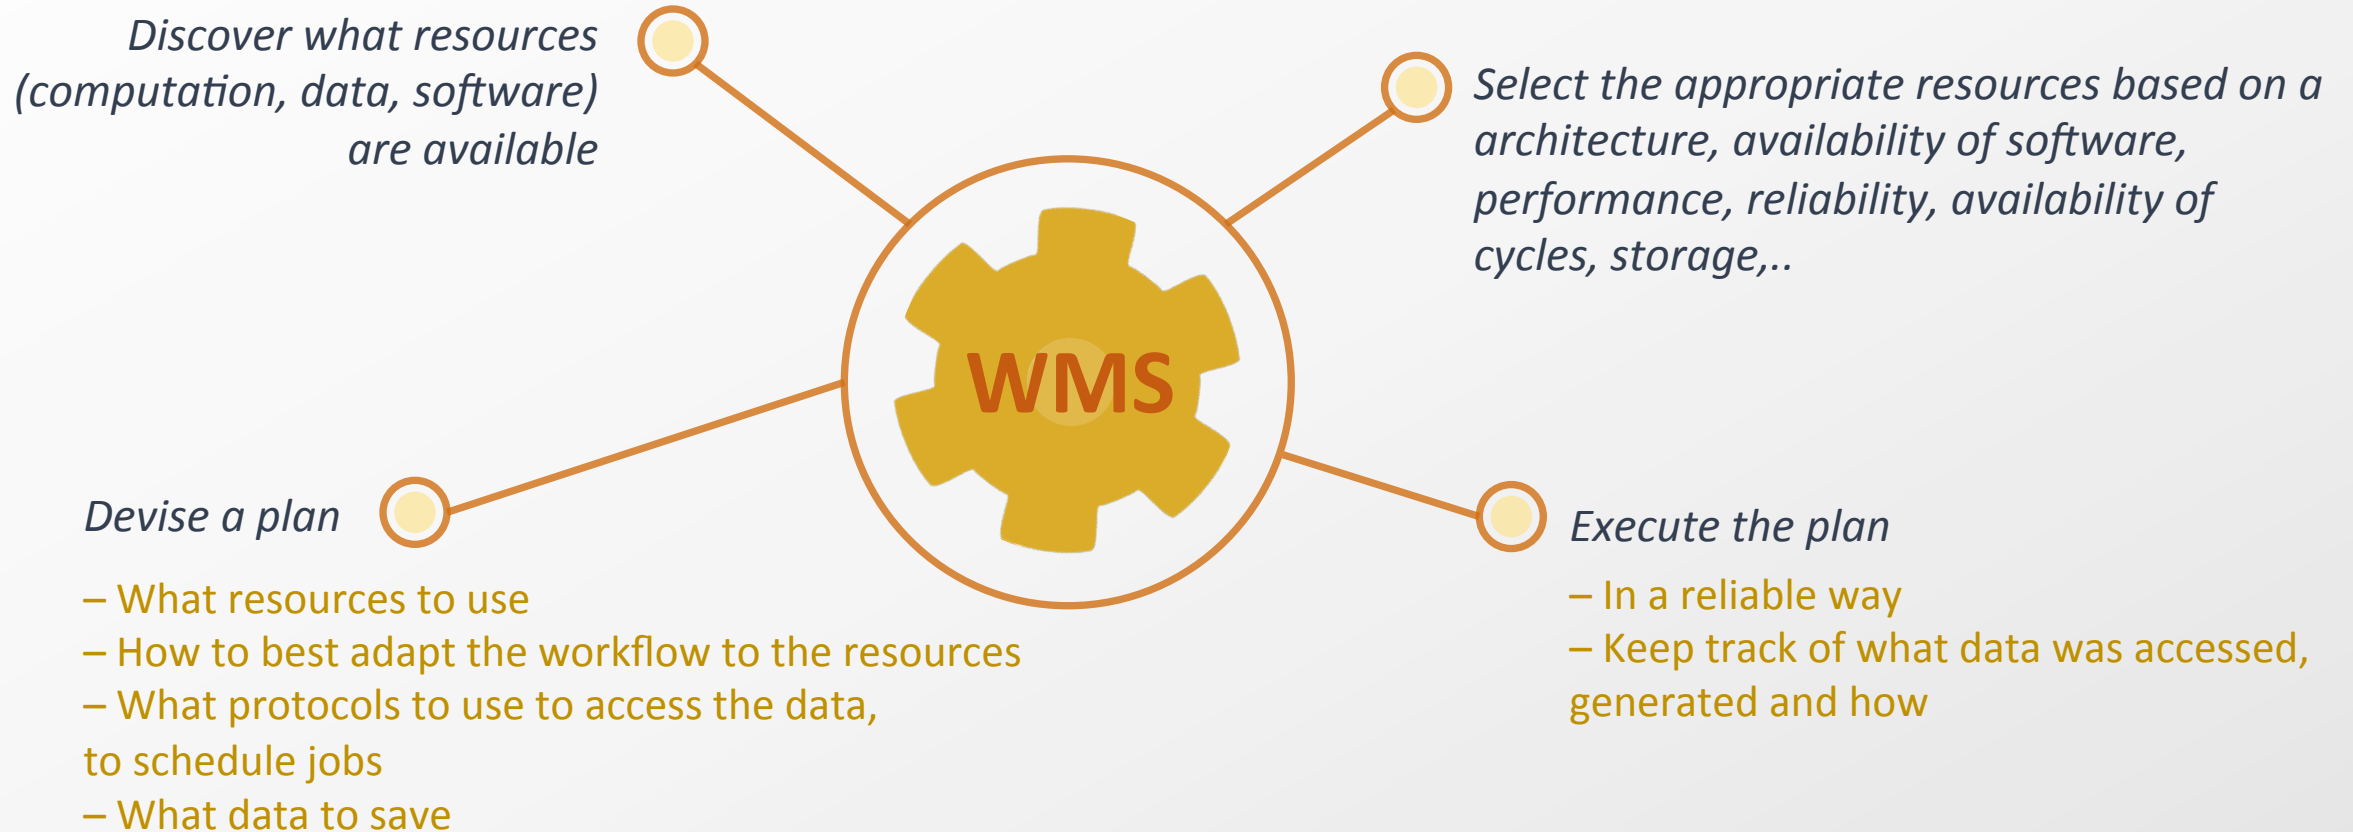 Discover what resources
(computation, data, software)
are available
Select the appropriate resources based on a
architecture, availability of software,
performance, reliability, availability of
cycles, storage,..
WMS
Devise a plan
– What resources to use
– How to best adapt the workflow to the resources
– What protocols to use to access the data,
to schedule jobs
– What data to save
Execute the plan
– In a reliable way
– Keep track of what data was accessed,
generated and how